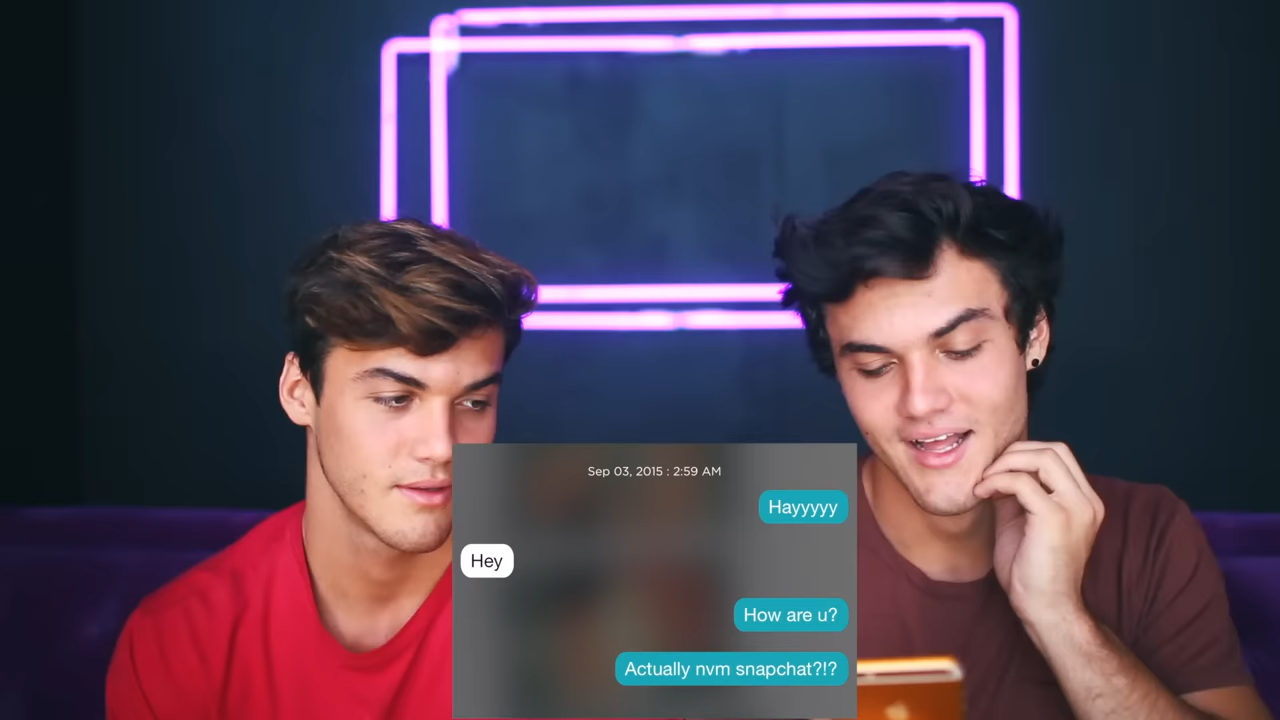 Sep 03, 2015 : 2:59 AM
Hayyyyy
Hey
How are u?
Actually nvm snapchat?!?